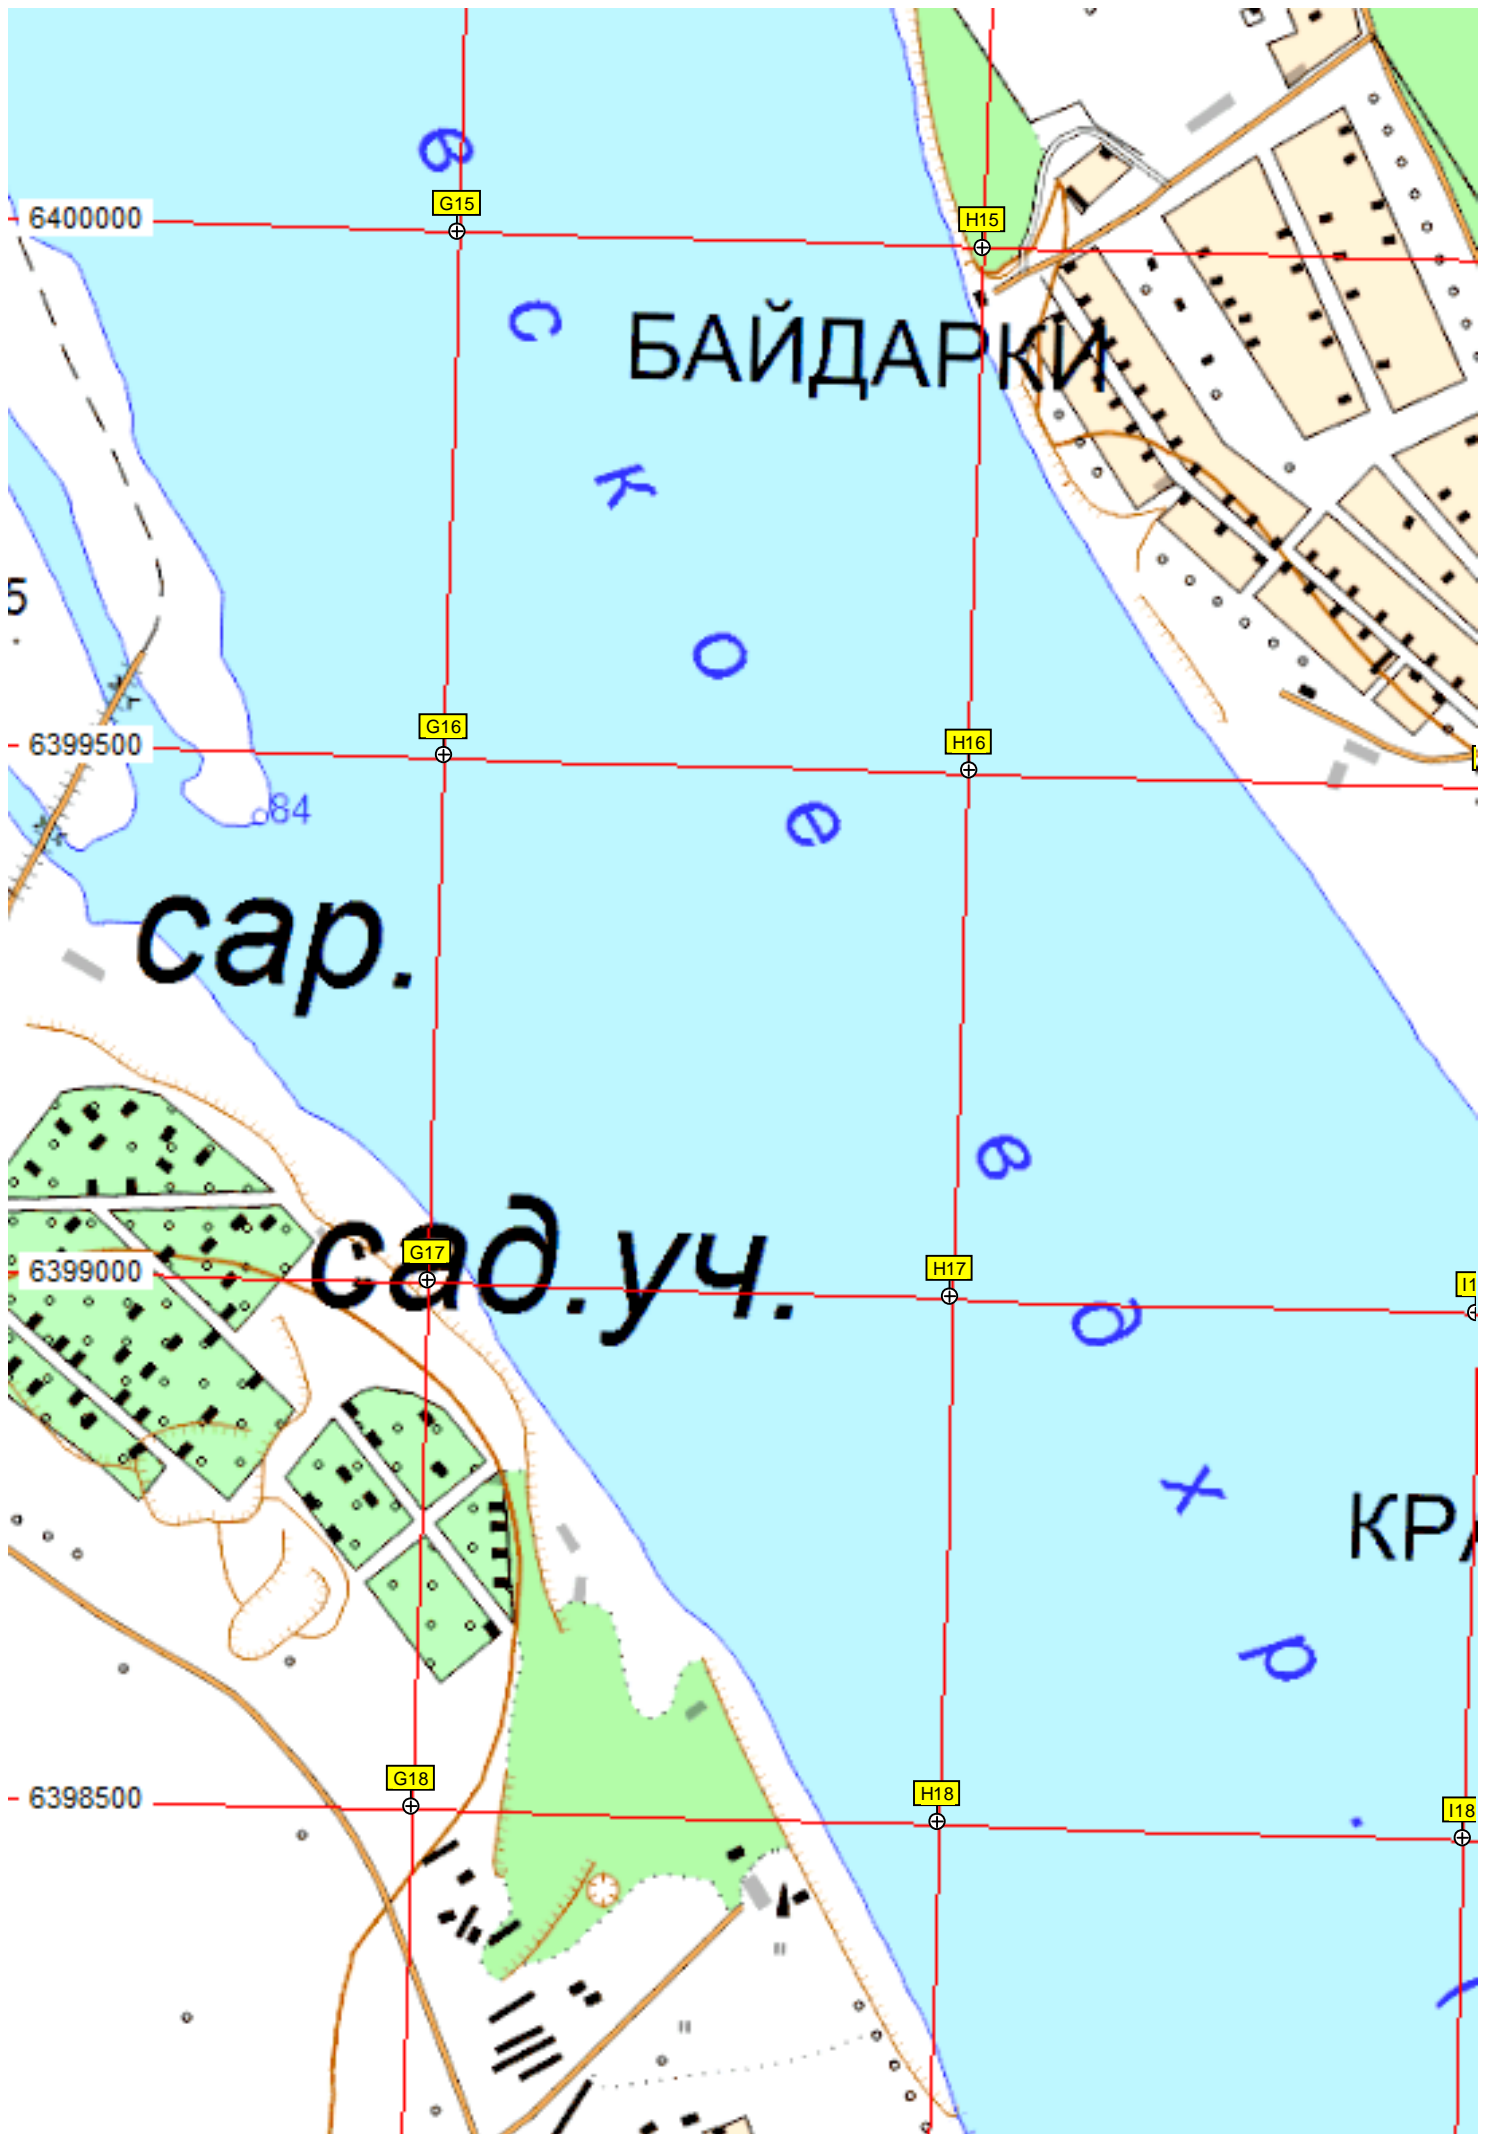 в
G15
H15
6400000
с
БАЙДАРКИ
к
5
о
G16
H16
6399500
84
е
сар.
в
сад.уч.
G17
H17
6399000
д
х
КРА
р
G18
H18
I18
6398500
.